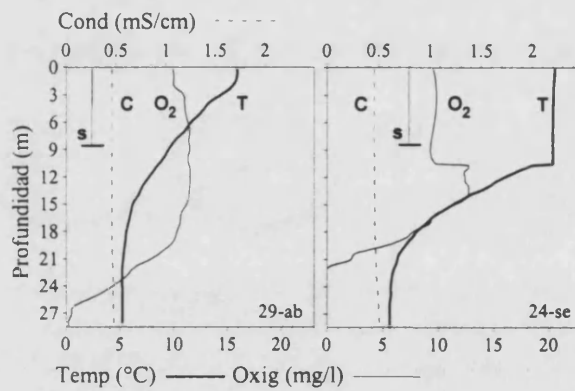 Cond (mS/cm)
0 0.5 1 1.5 2
0 0.5 1 1.5 2
Profundidad (m)
0
3
6
9
12
15
18
21
24
27
C O2 T
s
29-ab
C O2 T
s
24-se
0 5 10 15 20
0 5 10 15 20 25
Temp (°C) Oxig (mg/l)